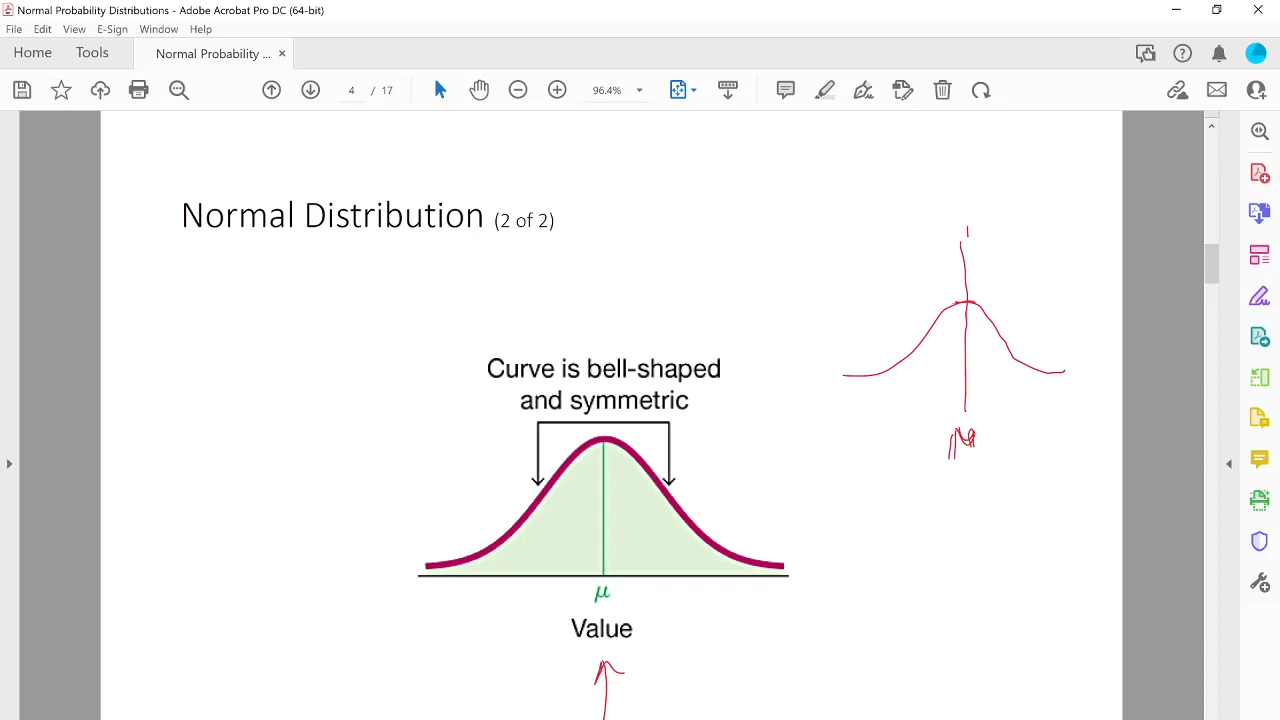 Normal Probability Distributions - Adobe Acrobat Pro DC (64-bit)
File Edit View E-Sign Window Help
Home Tools Normal Probability ... ×
4 / 17 96.4%
Normal Distribution (2 of 2)
Curve is bell-shaped
and symmetric
μ
μ
Value